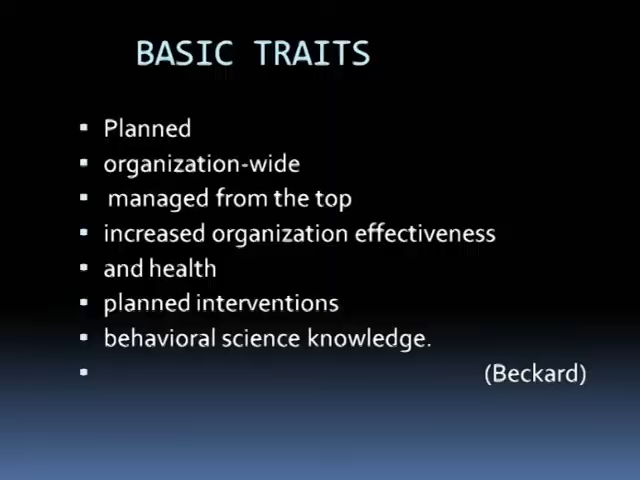 BASIC TRAITS
▪ Planned
▪ organization-wide
▪ managed from the top
▪ increased organization effectiveness
▪ and health
▪ planned interventions
▪ behavioral science knowledge.
▪ (Beckard)